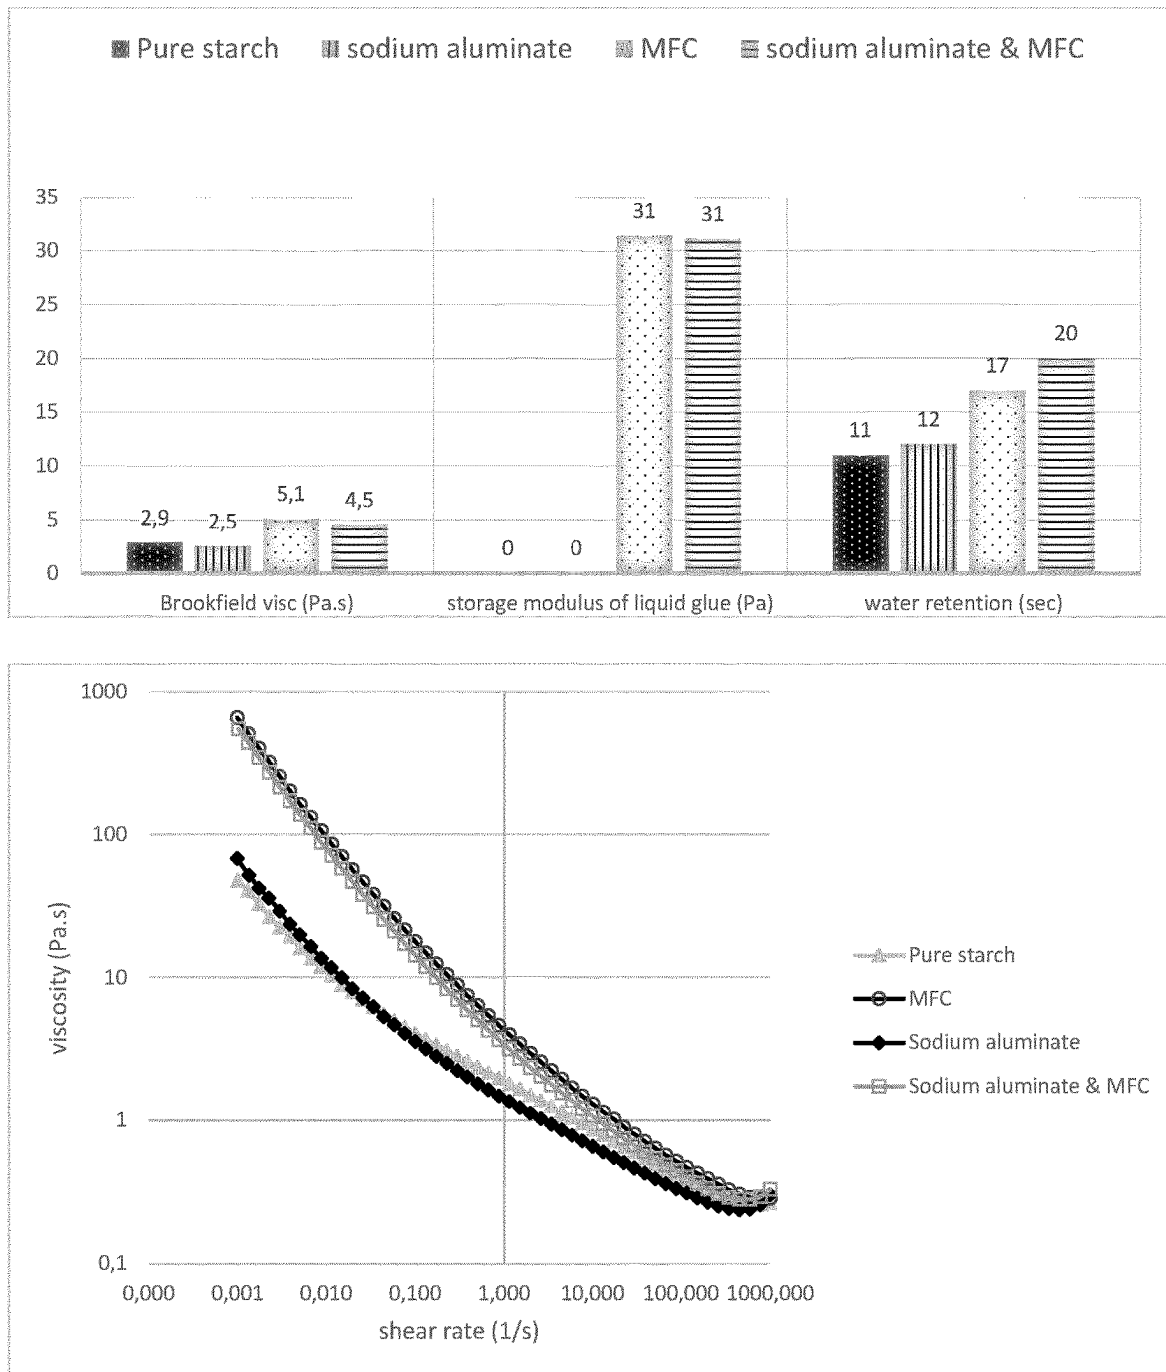 Pure starch sodium aluminate MFC sodium aluminate & MFC
35
30
25
20
15
10
5
0
2,9 2,5 5,1 4,5
0 0 31 31
11 12 17 20
Brookfield visc (Pa.s) storage modulus of liquid glue (Pa) water retention (sec)
1000
100
10
1
0,1
viscosity (Pa.s)
0,000 0,001 0,010 0,100 1,000 10,000 100,000 1000,000
shear rate (1/s)
Pure starch
MFC
Sodium aluminate
Sodium aluminate & MFC